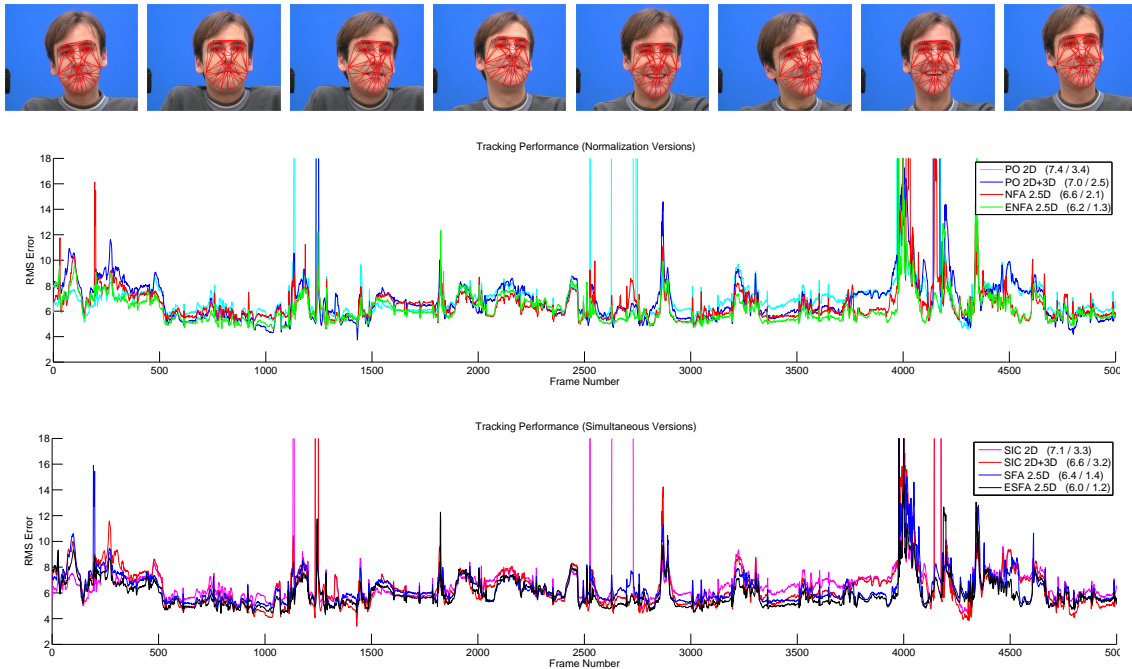 Tracking Performance (Normalization Versions)
18
16
14
12
10
8
6
4
2
RMS Error
PO 2D (7.4 / 3.4)
PO 2D+3D (7.0 / 2.5)
NFA 2.5D (6.6 / 2.1)
ENFA 2.5D (6.2 / 1.3)
0 500 1000 1500 2000 2500 3000 3500 4000 4500 500
Frame Number
Tracking Performance (Simultaneous Versions)
18
16
14
12
10
8
6
4
2
RMS Error
SIC 2D (7.1 / 3.3)
SIC 2D+3D (6.6 / 3.2)
SFA 2.5D (6.4 / 1.4)
ESFA 2.5D (6.0 / 1.2)
0 500 1000 1500 2000 2500 3000 3500 4000 4500 500
Frame Number